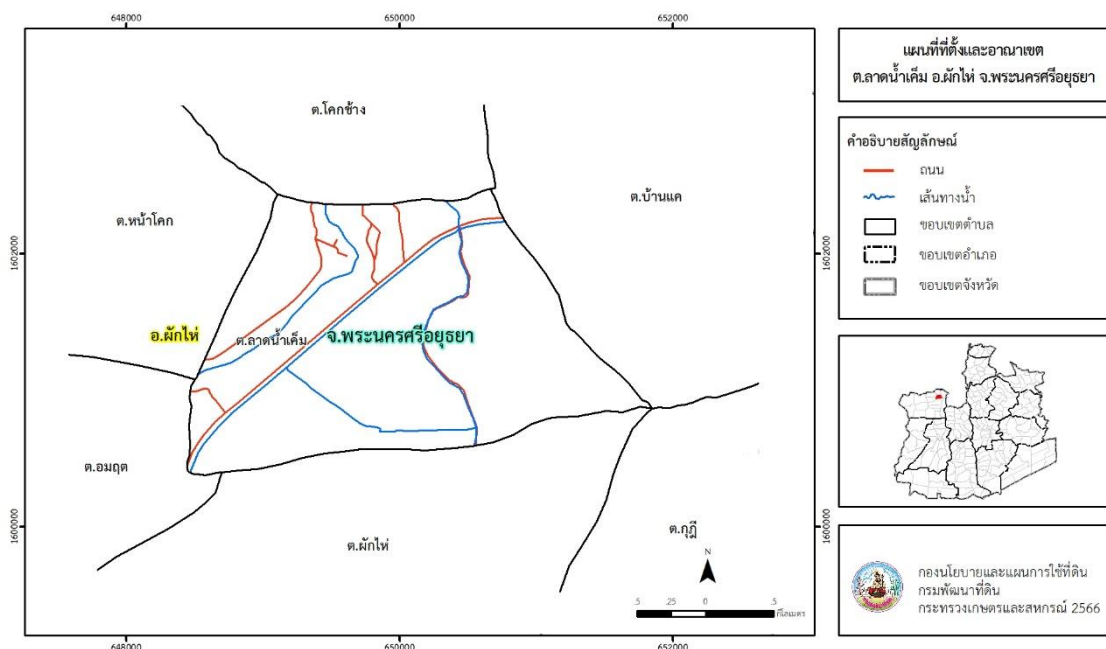 648000
650000
652000
1602000
1600000
ต.โคกช้าง
ต.หน้าโคก
ต.บ้านแค
อ.ผักไห่
ต.ลาดน้ำเค็ม
จ.พระนครศรีอยุธยา
ต.อมฤต
ต.ผักไห่
ต.กุฎี
N
.5 .25 0 .5
กิโลเมตร
1602000
1600000
648000
650000
652000
แผนที่ที่ตั้งและอาณาเขต
ต.ลาดน้ำเค็ม อ.ผักไห่ จ.พระนครศรีอยุธยา
คำอธิบายสัญลักษณ์
ถนน
เส้นทางน้ำ
ขอบเขตตำบล
ขอบเขตอำเภอ
ขอบเขตจังหวัด
กองนโยบายและแผนการใช้ที่ดิน
กรมพัฒนาที่ดิน
กระทรวงเกษตรและสหกรณ์ 2566